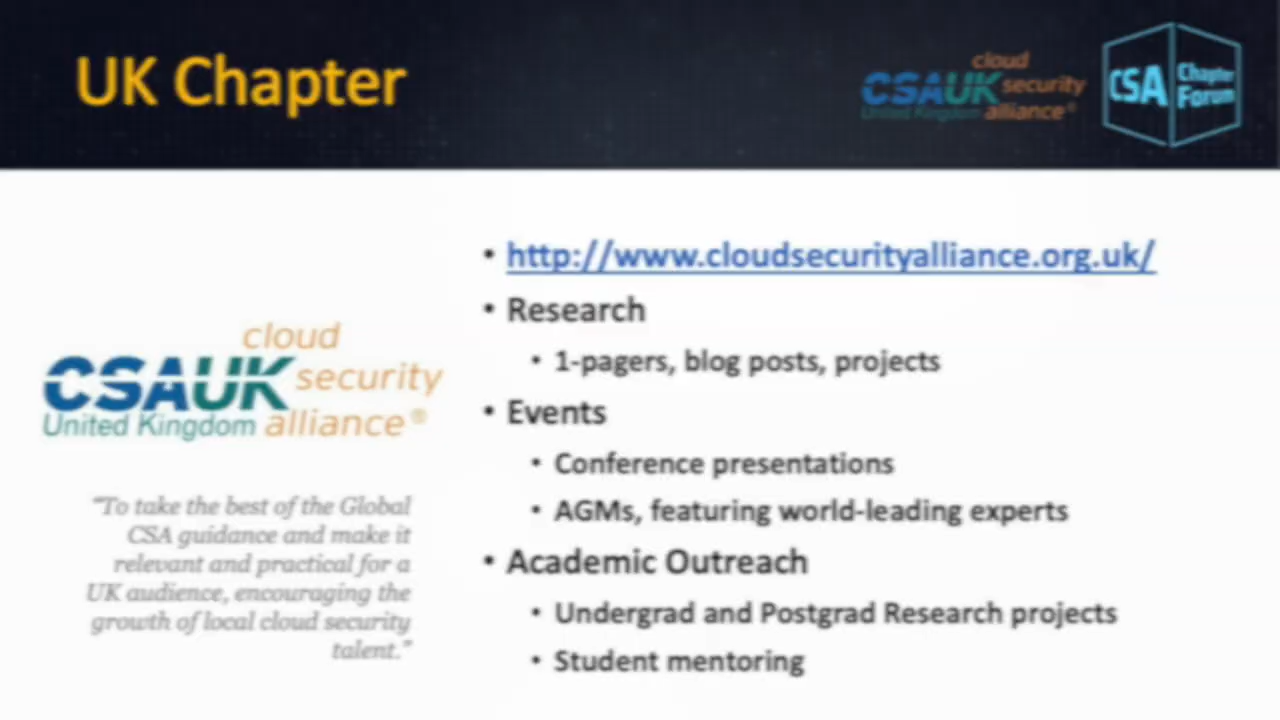 UK Chapter
cloud
CSAUK security
United Kingdom alliance®
CSA Chapter
Forum
• http://www.cloudsecurityalliance.org.uk/
• Research
• 1-pagers, blog posts, projects
• Events
• Conference presentations
• AGMs, featuring world-leading experts
• Academic Outreach
• Undergrad and Postgrad Research projects
• Student mentoring
cloud
CSAUK security
United Kingdom alliance®
"To take the best of the Global
CSA guidance and make it
relevant and practical for a
UK audience, encouraging the
growth of local cloud security
talent."